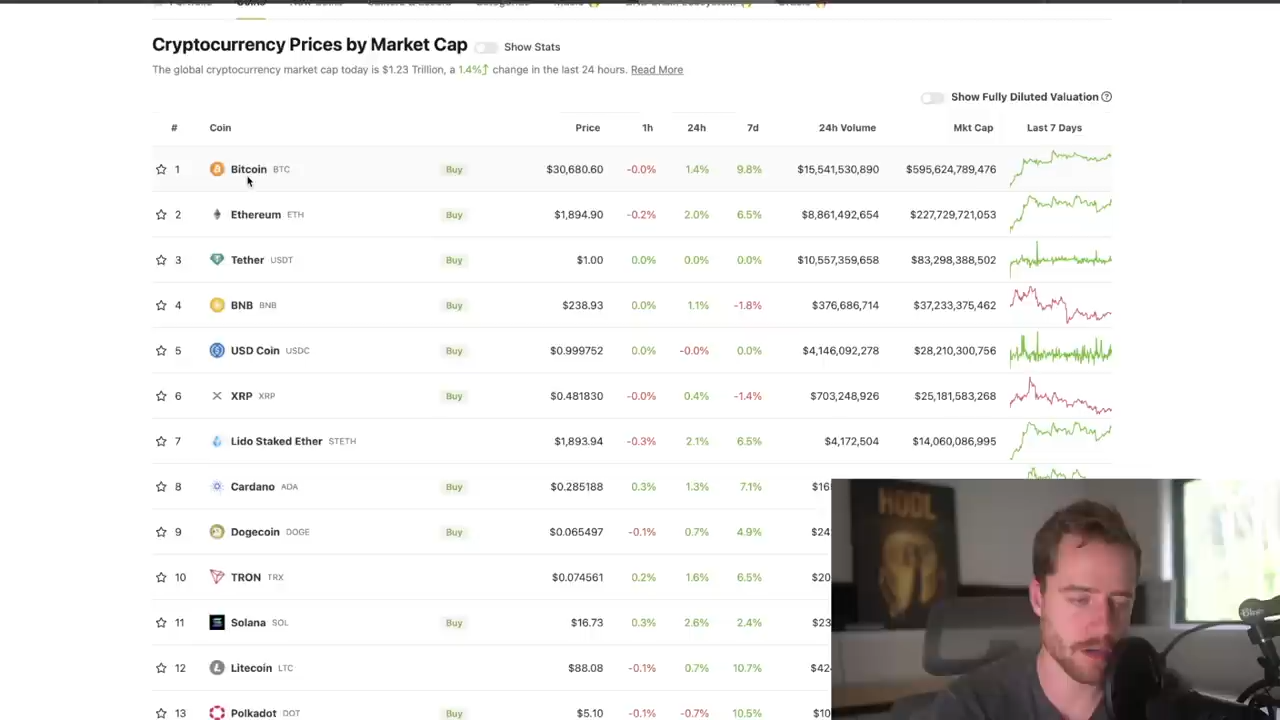 Cryptocurrency Prices by Market Cap Show Stats
The global cryptocurrency market cap today is $1.23 Trillion, a 1.4% change in the last 24 hours. Read More
Show Fully Diluted Valuation
# Coin Price 1h 24h 7d 24h Volume Mkt Cap Last 7 Days
1 Bitcoin BTC Buy $30,680.60 -0.0% 1.4% 9.8% $15,541,530,890 $595,624,789,476
2 Ethereum ETH Buy $1,894.90 -0.2% 2.0% 6.5% $8,861,492,654 $227,729,721,053
3 Tether USDT Buy $1.00 0.0% 0.0% 0.0% $10,557,359,658 $83,298,388,502
4 BNB BNB Buy $238.93 0.0% 1.1% -1.8% $376,686,714 $37,233,375,462
5 USD Coin USDC Buy $0.999752 0.0% -0.0% 0.0% $4,146,092,278 $28,210,300,756
6 XRP XRP Buy $0.481830 -0.0% 0.4% -1.4% $703,248,926 $25,181,583,268
7 Lido Staked Ether STETH $1,893.94 -0.3% 2.1% 6.5% $4,172,504 $14,060,086,995
8 Cardano ADA Buy $0.285188 0.3% 1.3% 7.1% $16
9 Dogecoin DOGE Buy $0.065497 -0.1% 0.7% 4.9% $24
10 TRON TRX $0.074561 0.2% 1.6% 6.5% $20
11 Solana SOL Buy $16.73 0.3% 2.6% 2.4% $23
12 Litecoin LTC $88.08 -0.1% 0.7% 10.7% $42
13 Polkadot DOT $5.10 -0.1% -0.7% 10.5% $10
HODL